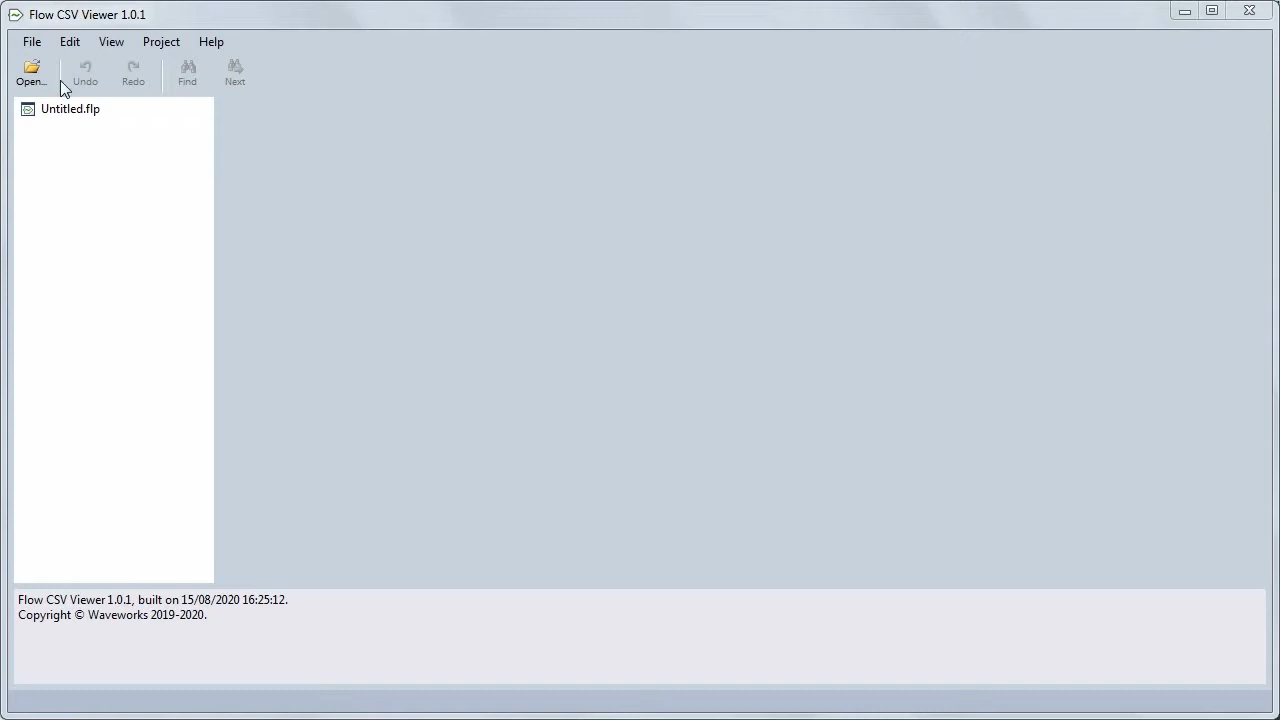 Flow CSV Viewer 1.0.1
File Edit View Project Help
Open... Undo Redo Find Next
Untitled.flp
Flow CSV Viewer 1.0.1, built on 15/08/2020 16:25:12.
Copyright © Waveworks 2019-2020.